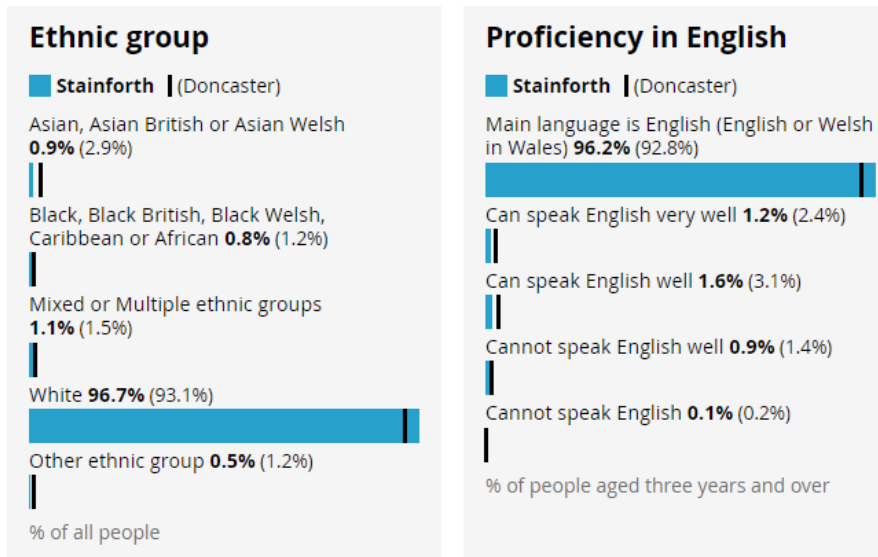 Ethnic group
Stainforth (Doncaster)
Asian, Asian British or Asian Welsh
0.9% (2.9%)
Black, Black British, Black Welsh,
Caribbean or African 0.8% (1.2%)
Mixed or Multiple ethnic groups
1.1% (1.5%)
White 96.7% (93.1%)
Other ethnic group 0.5% (1.2%)
% of all people
Proficiency in English
Stainforth (Doncaster)
Main language is English (English or Welsh
in Wales) 96.2% (92.8%)
Can speak English very well 1.2% (2.4%)
Can speak English well 1.6% (3.1%)
Cannot speak English well 0.9% (1.4%)
Cannot speak English 0.1% (0.2%)
% of people aged three years and over